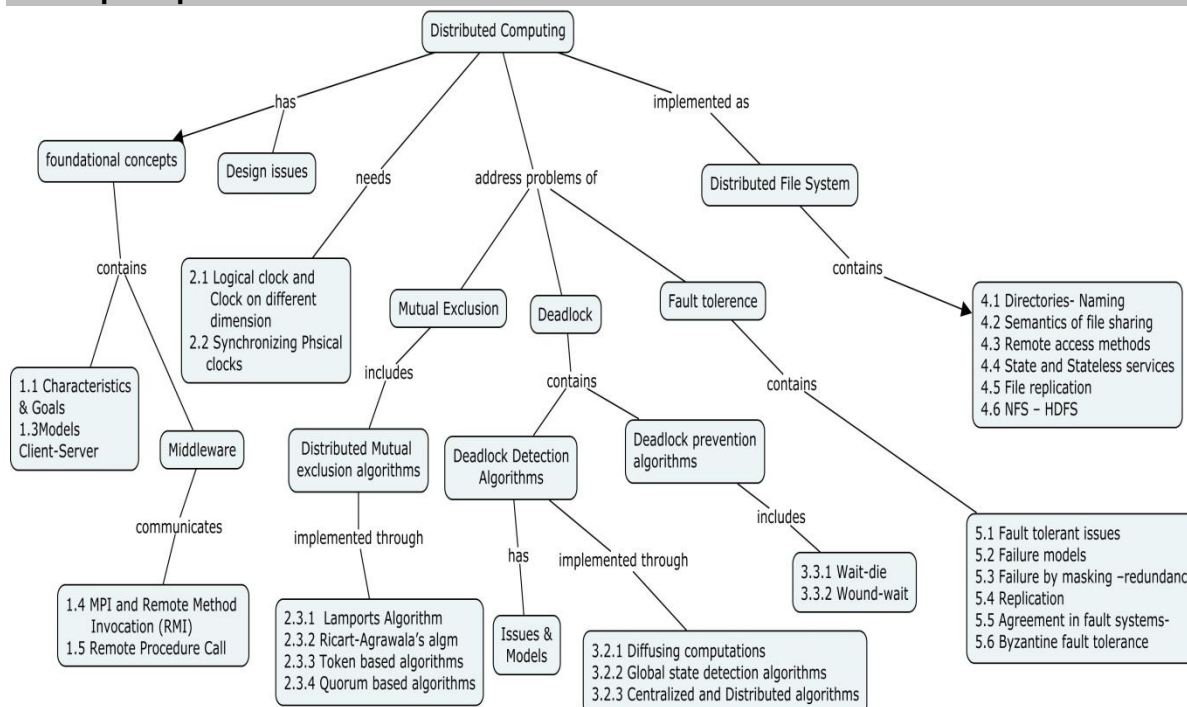 Distributed Computing
has
implemented as
foundational concepts
Design issues
needs
address problems of
Distributed File System
contains
2.1 Logical clock and
Clock on different
dimension
2.2 Synchronizing Phsical
clocks
Mutual Exclusion
Deadlock
Fault tolerence
contains
4.1 Directories- Naming
4.2 Semantics of file sharing
4.3 Remote access methods
4.4 State and Stateless services
4.5 File replication
4.6 NFS – HDFS
1.1 Characteristics
& Goals
1.3Models
Client-Server
Middleware
includes
contains
contains
Distributed Mutual
exclusion algorithms
Deadlock Detection
Algorithms
Deadlock prevention
algorithms
communicates
implemented through
has
implemented through
includes
5.1 Fault tolerant issues
5.2 Failure models
5.3 Failure by masking –redundanc
5.4 Replication
5.5 Agreement in fault systems-
5.6 Byzantine fault tolerance
1.4 MPI and Remote Method
Invocation (RMI)
1.5 Remote Procedure Call
2.3.1 Lamports Algorithm
2.3.2 Ricart-Agrawala's algm
2.3.3 Token based algorithms
2.3.4 Quorum based algorithms
Issues &
Models
3.2.1 Diffusing computations
3.2.2 Global state detection algorithms
3.2.3 Centralized and Distributed algorithms
3.3.1 Wait-die
3.3.2 Wound-wait